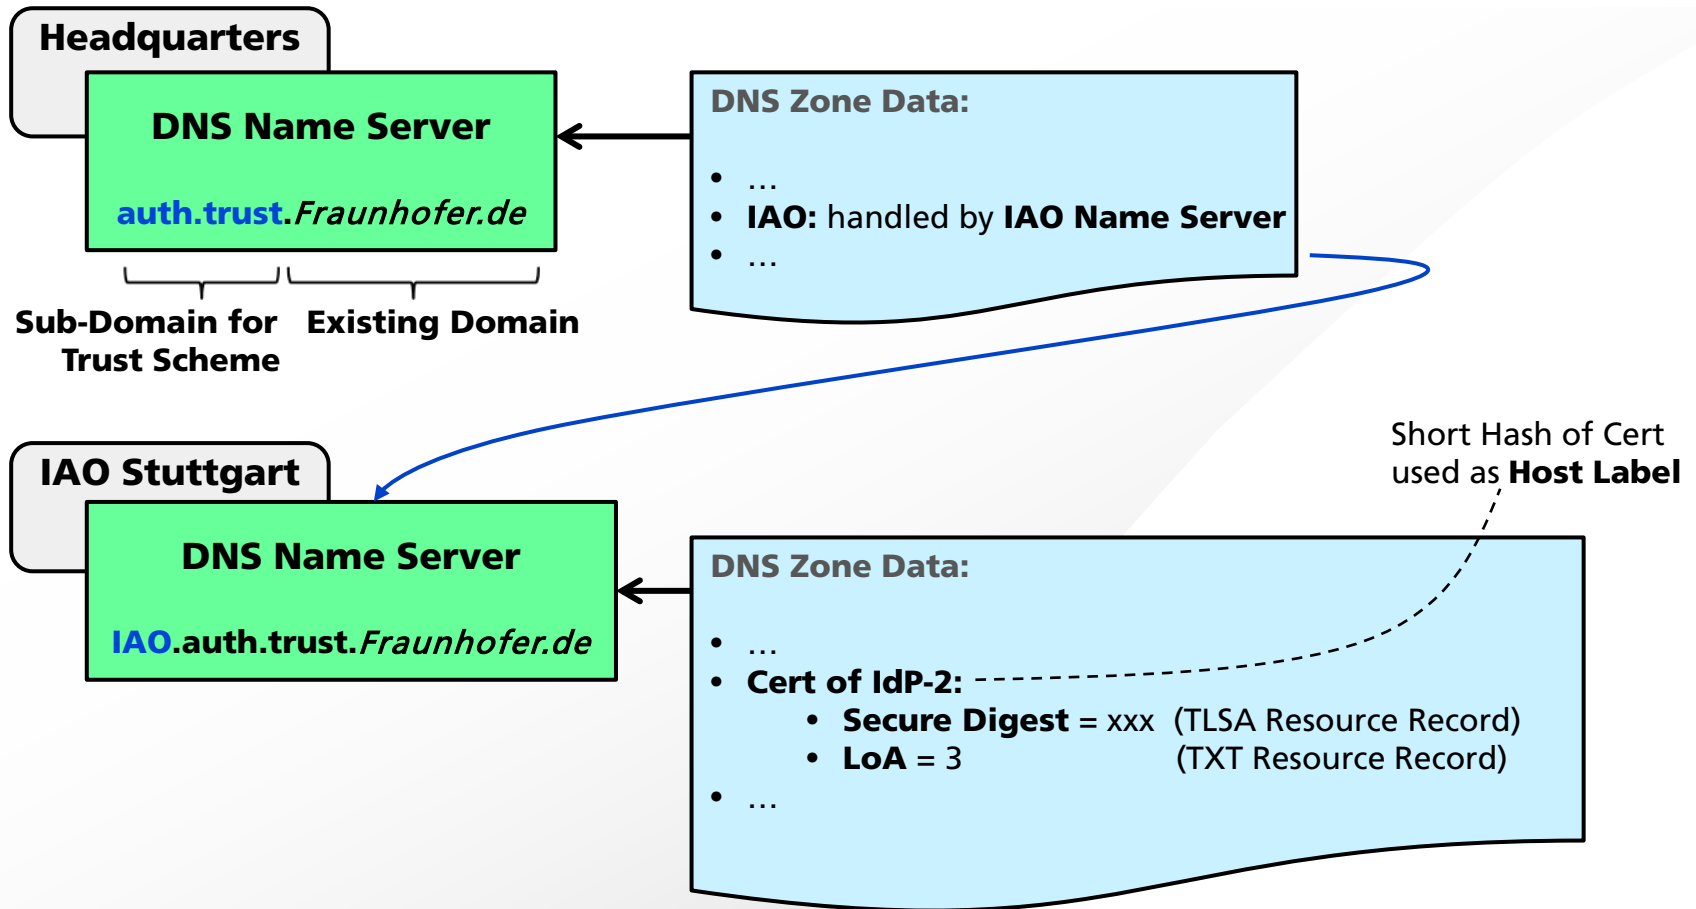 Headquarters
DNS Name Server
auth.trust.Fraunhofer.de
Sub-Domain for
Trust Scheme
Existing Domain
DNS Zone Data:
• …
• IAO: handled by IAO Name Server
• …
IAO Stuttgart
DNS Name Server
IAO.auth.trust.Fraunhofer.de
Short Hash of Cert
used as Host Label
DNS Zone Data:
• …
• Cert of IdP-2:
• Secure Digest = xxx (TLSA Resource Record)
• LoA = 3 (TXT Resource Record)
• …